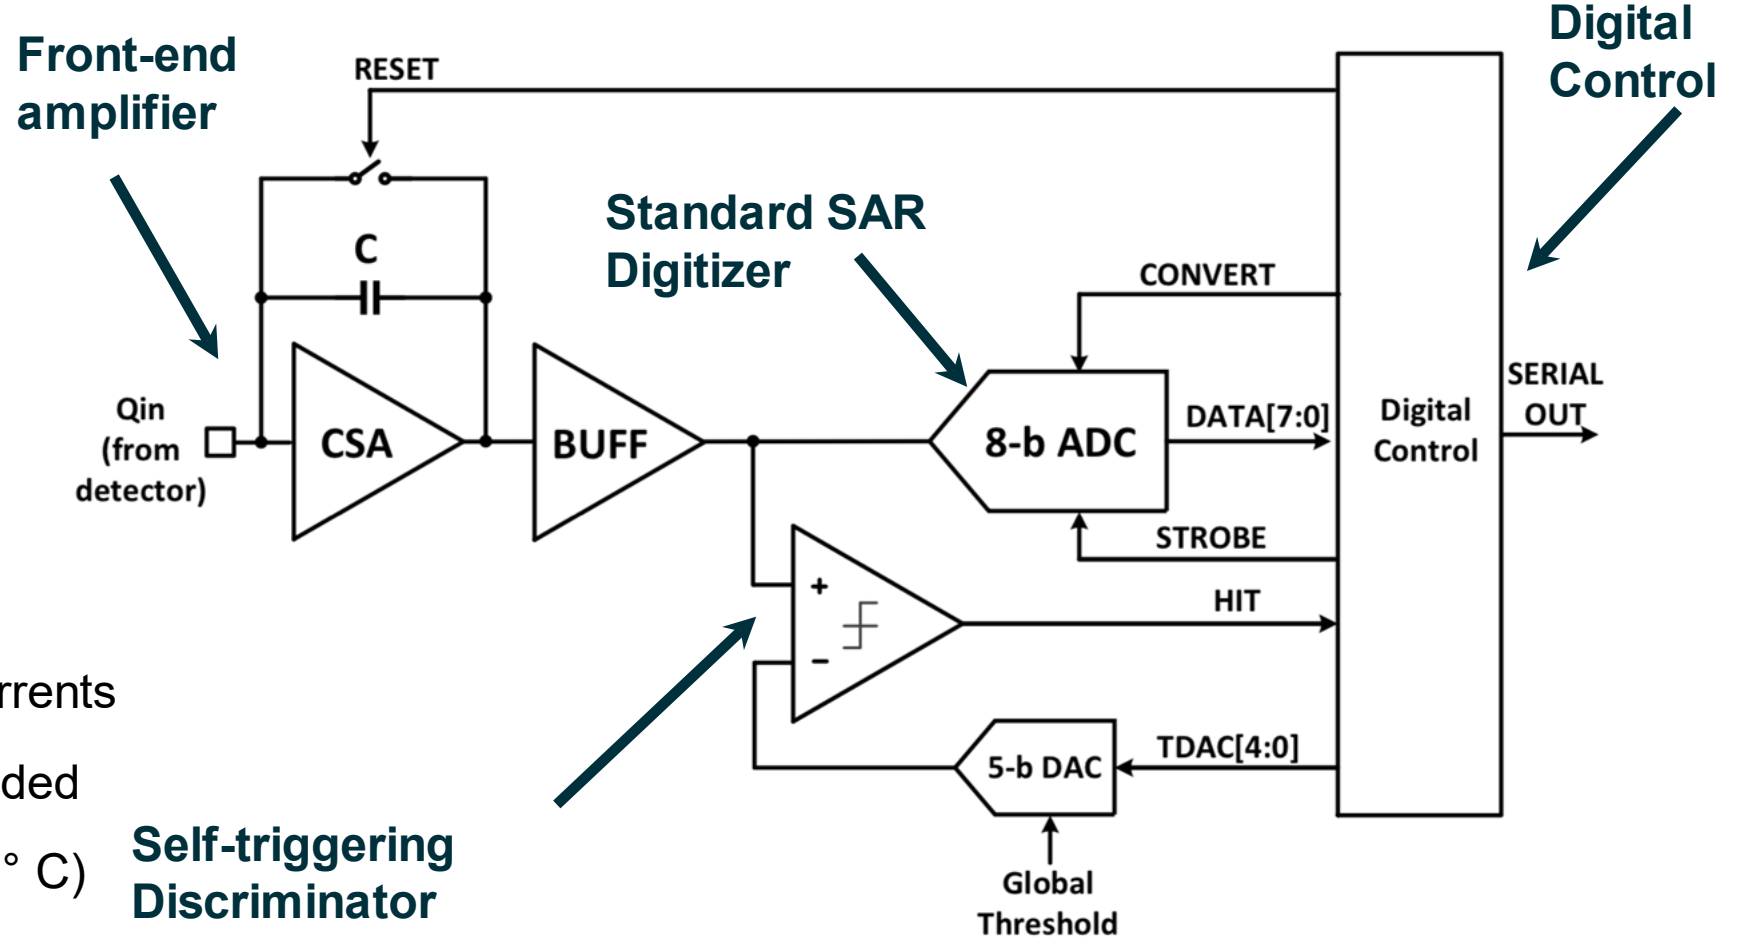 Front-end
amplifier
RESET
Digital
Control
C
Standard SAR
Digitizer
CONVERT
Qin
(from
detector)
CSA
BUFF
8-b ADC
DATA[7:0]
Digital
Control
SERIAL
OUT
STROBE
+
HIT
−
TDAC[4:0]
5-b DAC
Global
Threshold
Self-triggering
Discriminator
rrents
ded
° C)